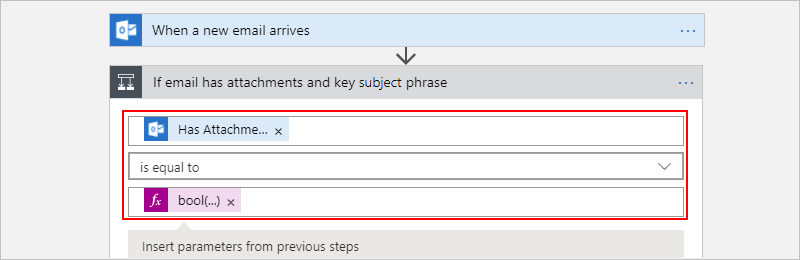 When a new email arrives
If email has attachments and key subject phrase
Has Attachme... ×
is equal to
fx bool(...) ×
Insert parameters from previous steps